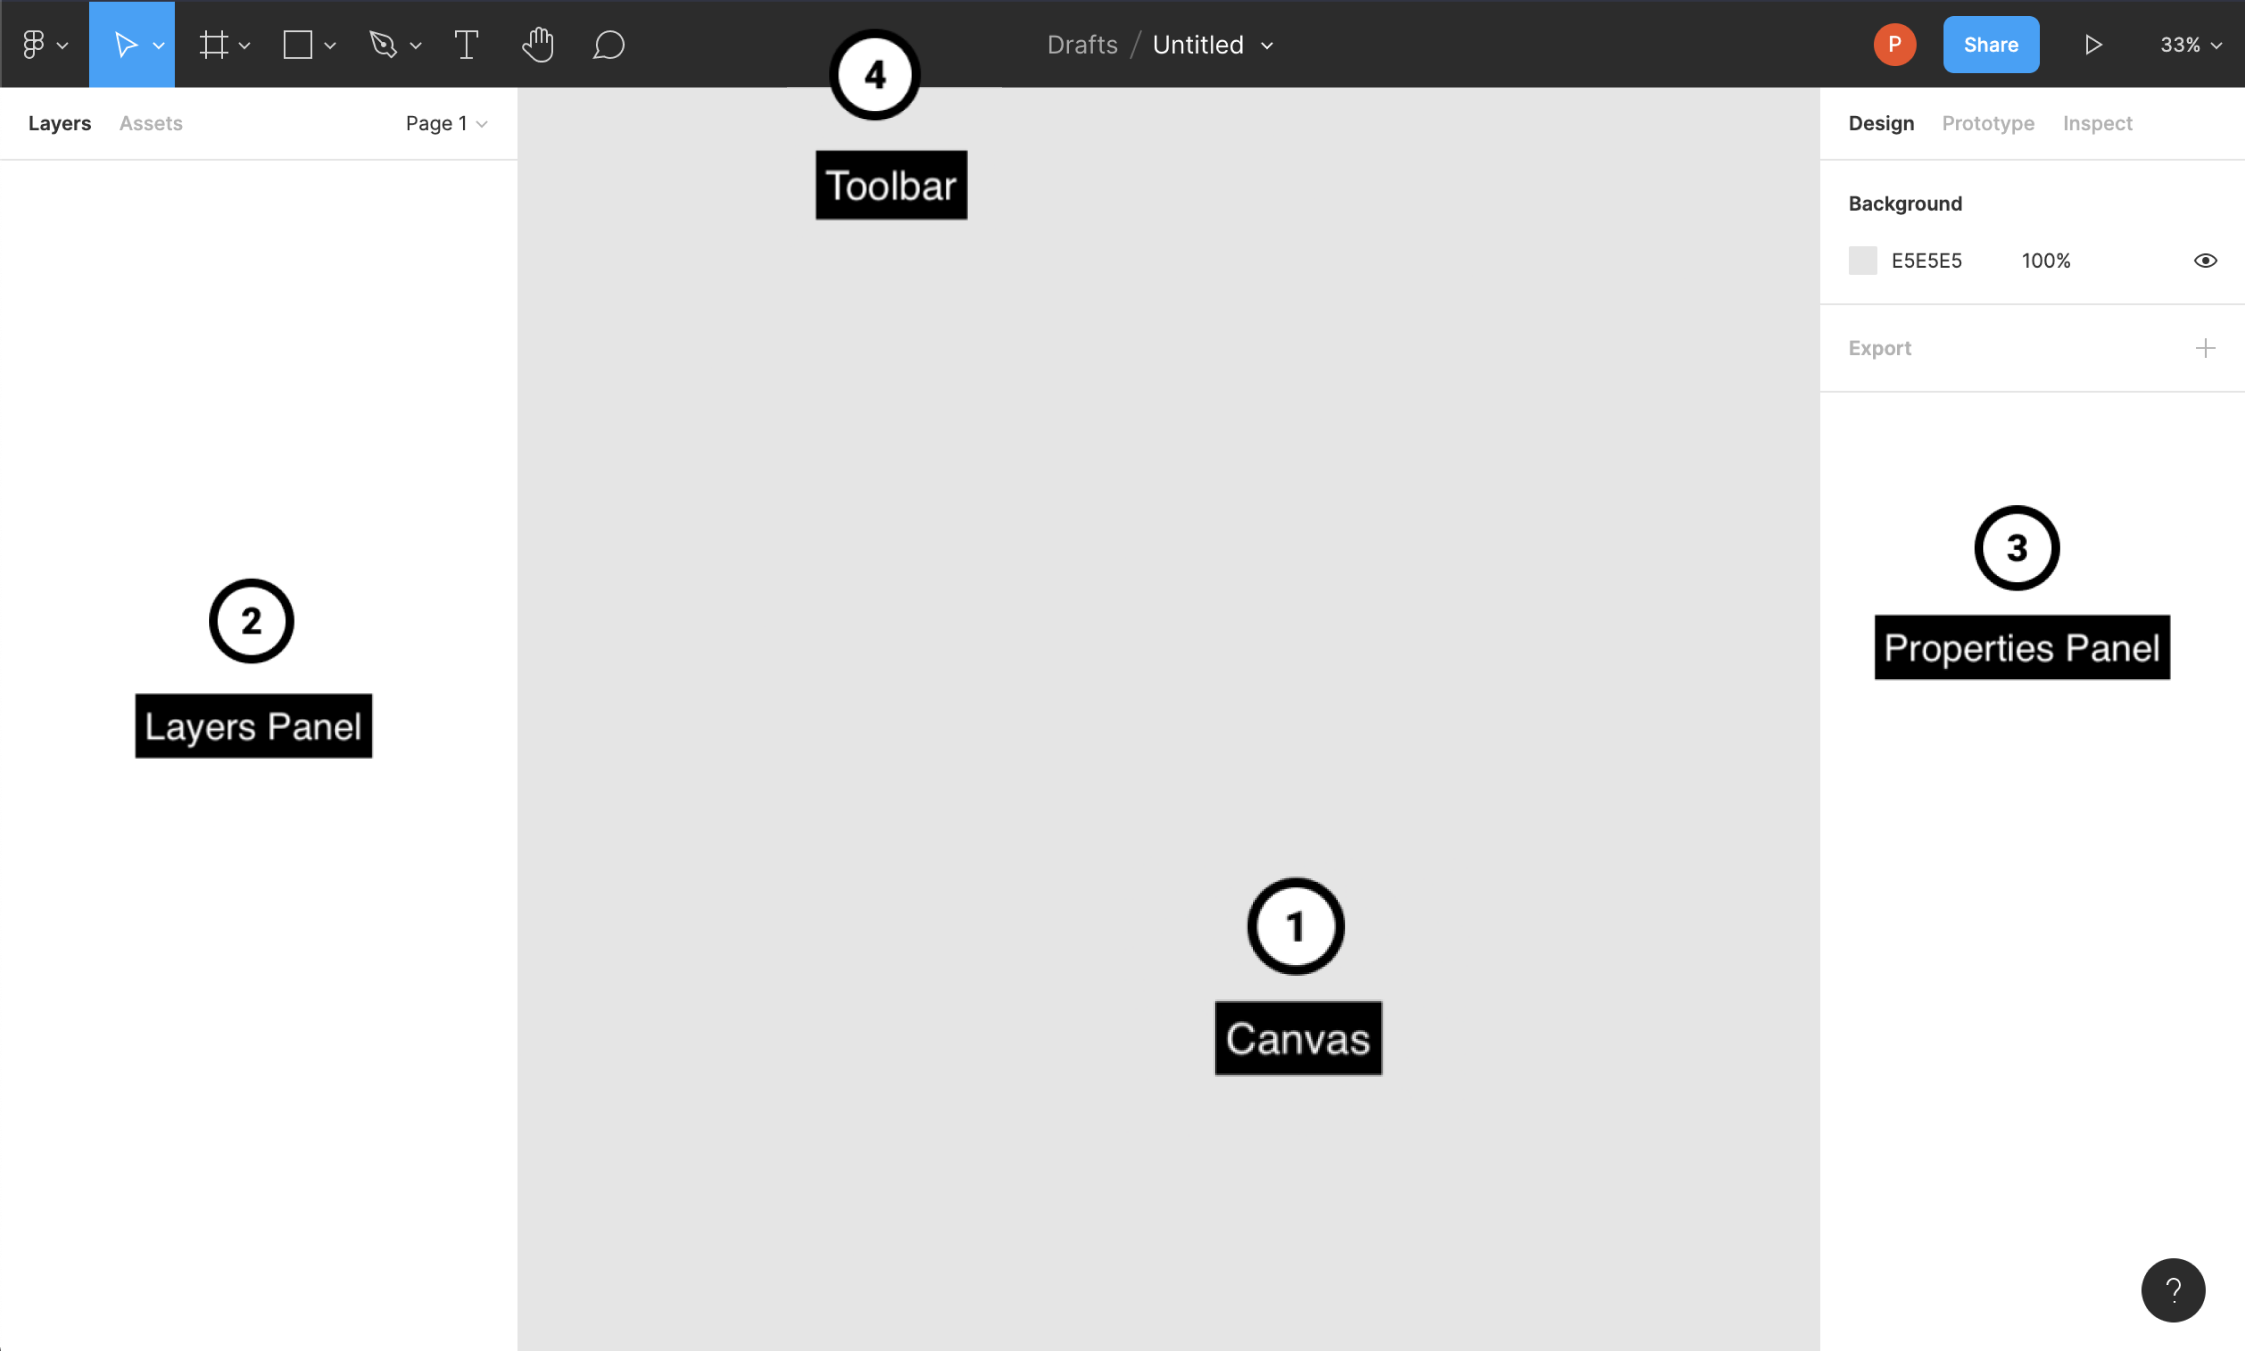 Drafts / Untitled
P
Share
33%
4
Toolbar
Layers Assets Page 1
2
Layers Panel
1
Canvas
Design Prototype Inspect
Background
E5E5E5 100%
Export
3
Properties Panel
?